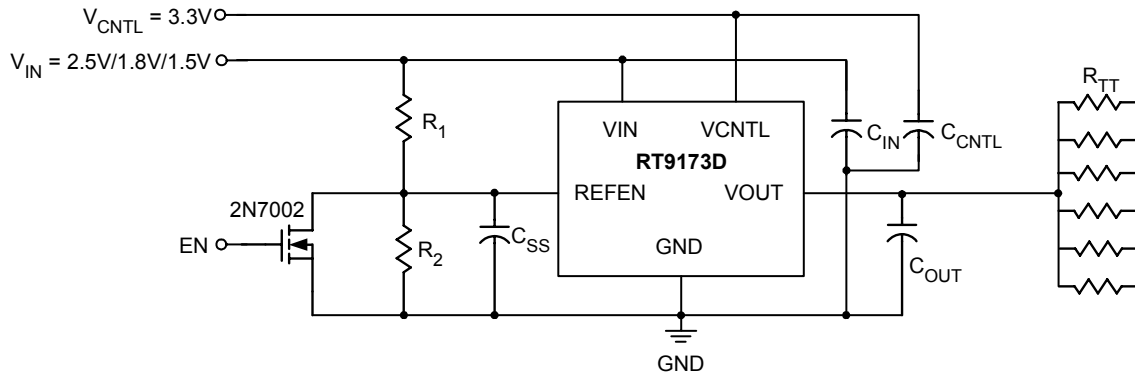 V_CNTL = 3.3V
V_IN = 2.5V/1.8V/1.5V
R_TT
R_1
VIN
VCNTL
C_IN
C_CNTL
RT9173D
2N7002
REFEN
VOUT
EN
R_2
C_SS
GND
C_OUT
GND